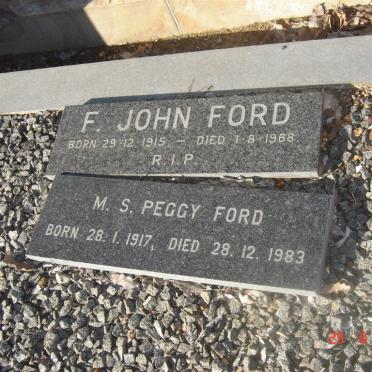 F. JOHN FORD
BORN 29·12·1915 — DIED 1·8·1968
R.I.P.
M. S. PEGGY FORD
BORN 28. 1. 1917, DIED 28. 12. 1983